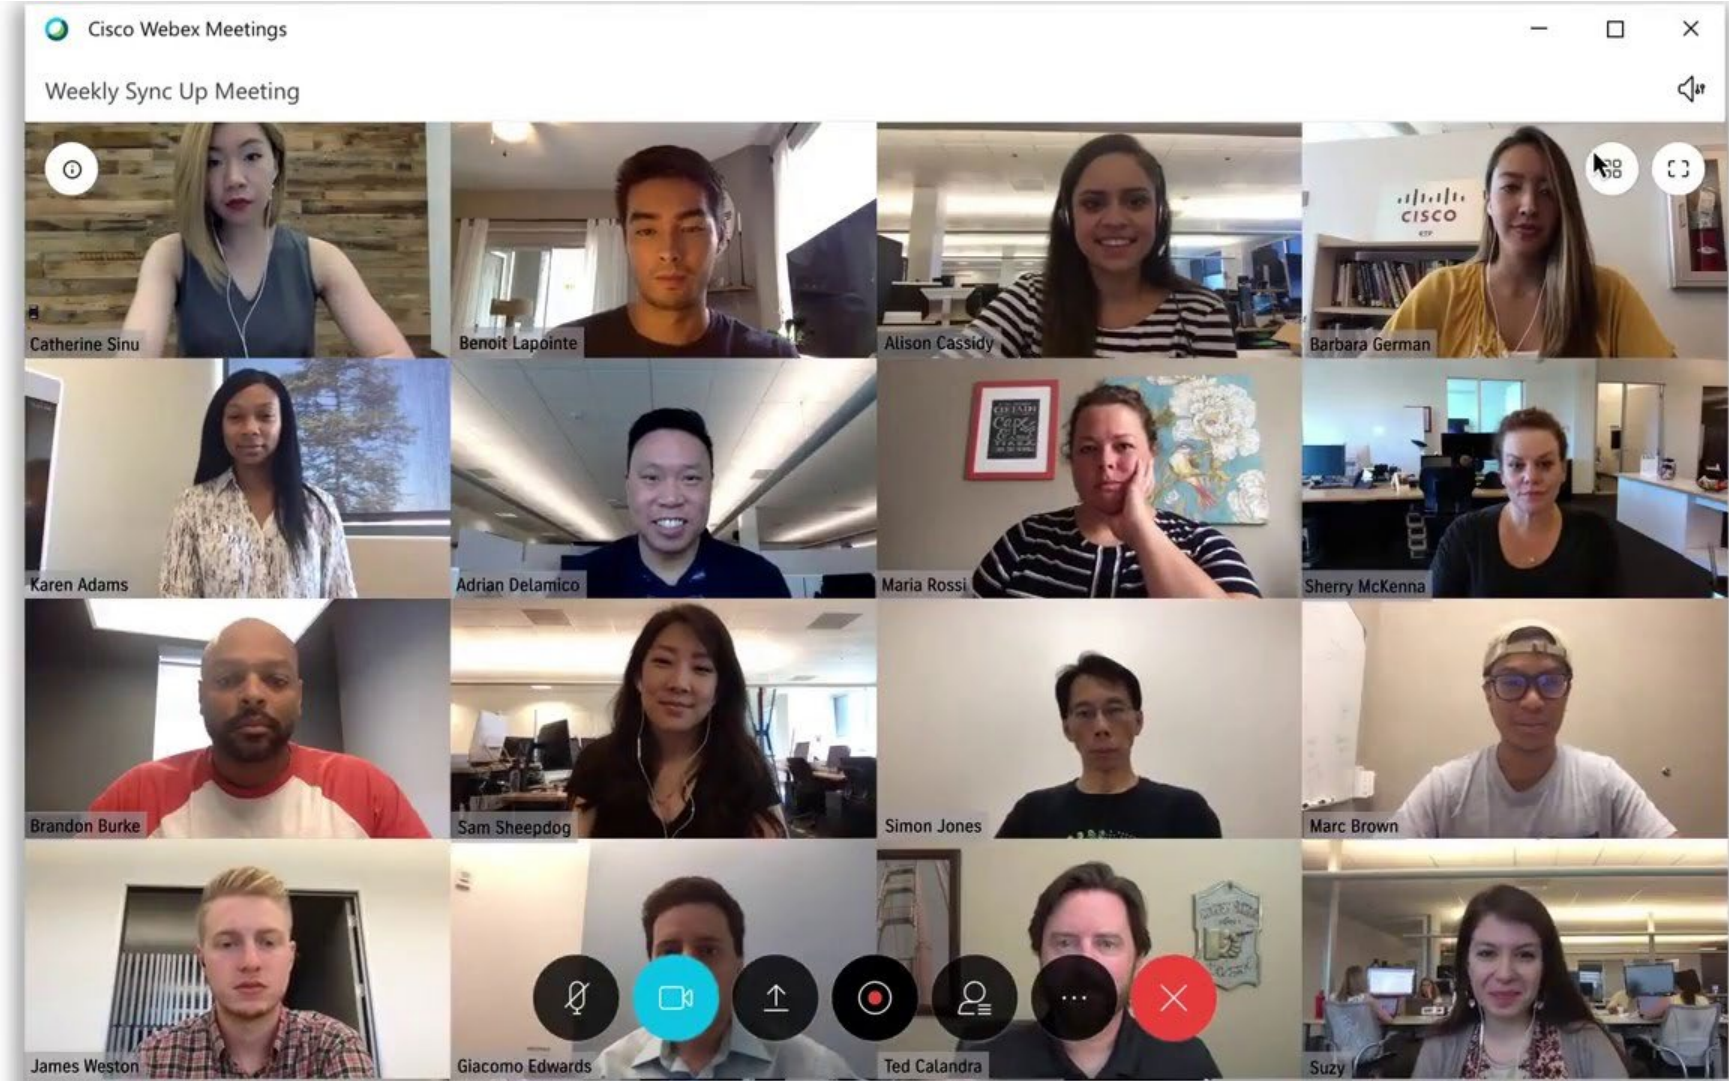 Cisco Webex Meetings
Weekly Sync Up Meeting
CISCO
Catherine Sinu
Benoit Lapointe
Alison Cassidy
Barbara German
Karen Adams
Adrian Delamico
Maria Rossi
Sherry McKenna
Brandon Burke
Sam Sheepdog
Simon Jones
Marc Brown
James Weston
Giacomo Edwards
Ted Calandra
Suzy